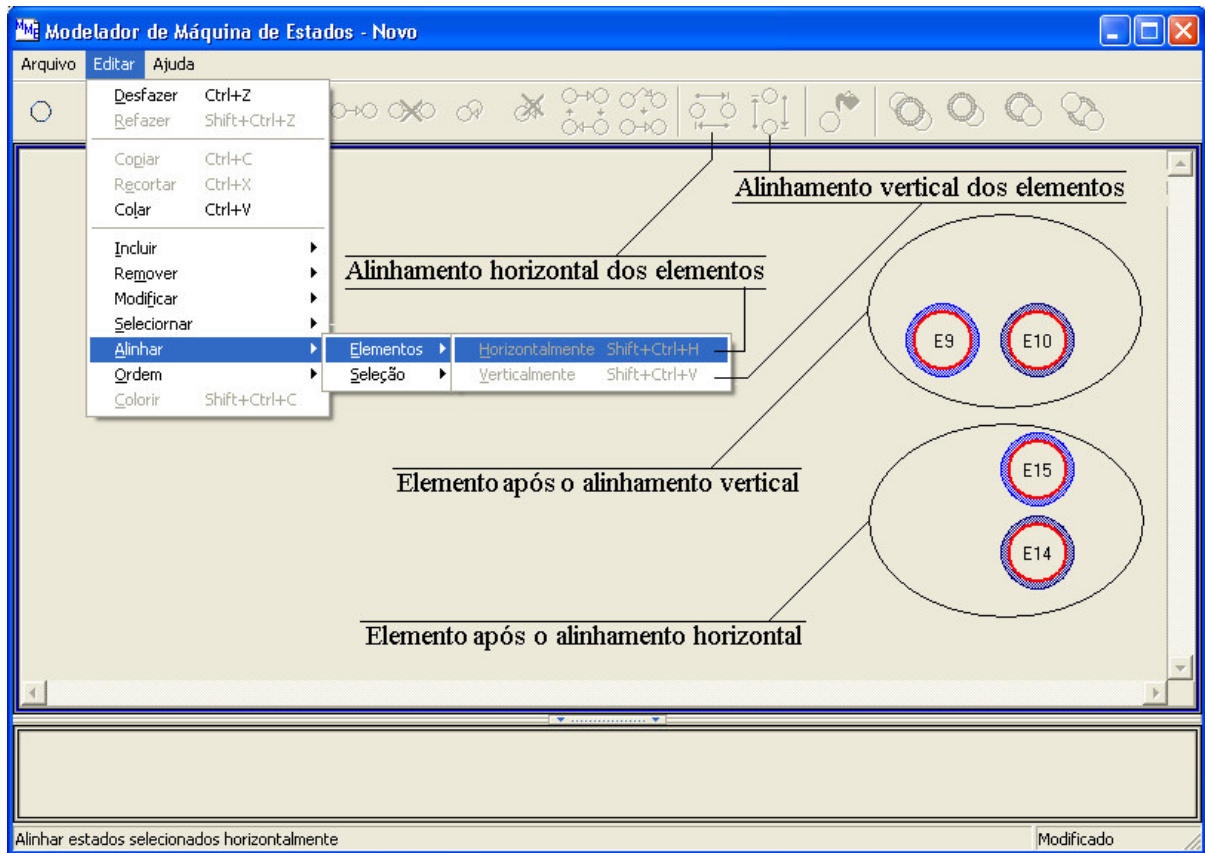 Modelador de Máquina de Estados - Novo
Arquivo Editar Ajuda
Desfazer Ctrl+Z
Refazer Shift+Ctrl+Z
Copiar Ctrl+C
Recortar Ctrl+X
Colar Ctrl+V
Incluir
Remover
Modificar
Seleciornar
Alinhar
Ordem
Colorir Shift+Ctrl+C
Elementos
Seleção
Horizontalmente Shift+Ctrl+H
Verticalmente Shift+Ctrl+V
Alinhamento vertical dos elementos
Alinhamento horizontal dos elementos
E9
E10
Elemento após o alinhamento vertical
E15
E14
Elemento após o alinhamento horizontal
Alinhar estados selecionados horizontalmente
Modificado